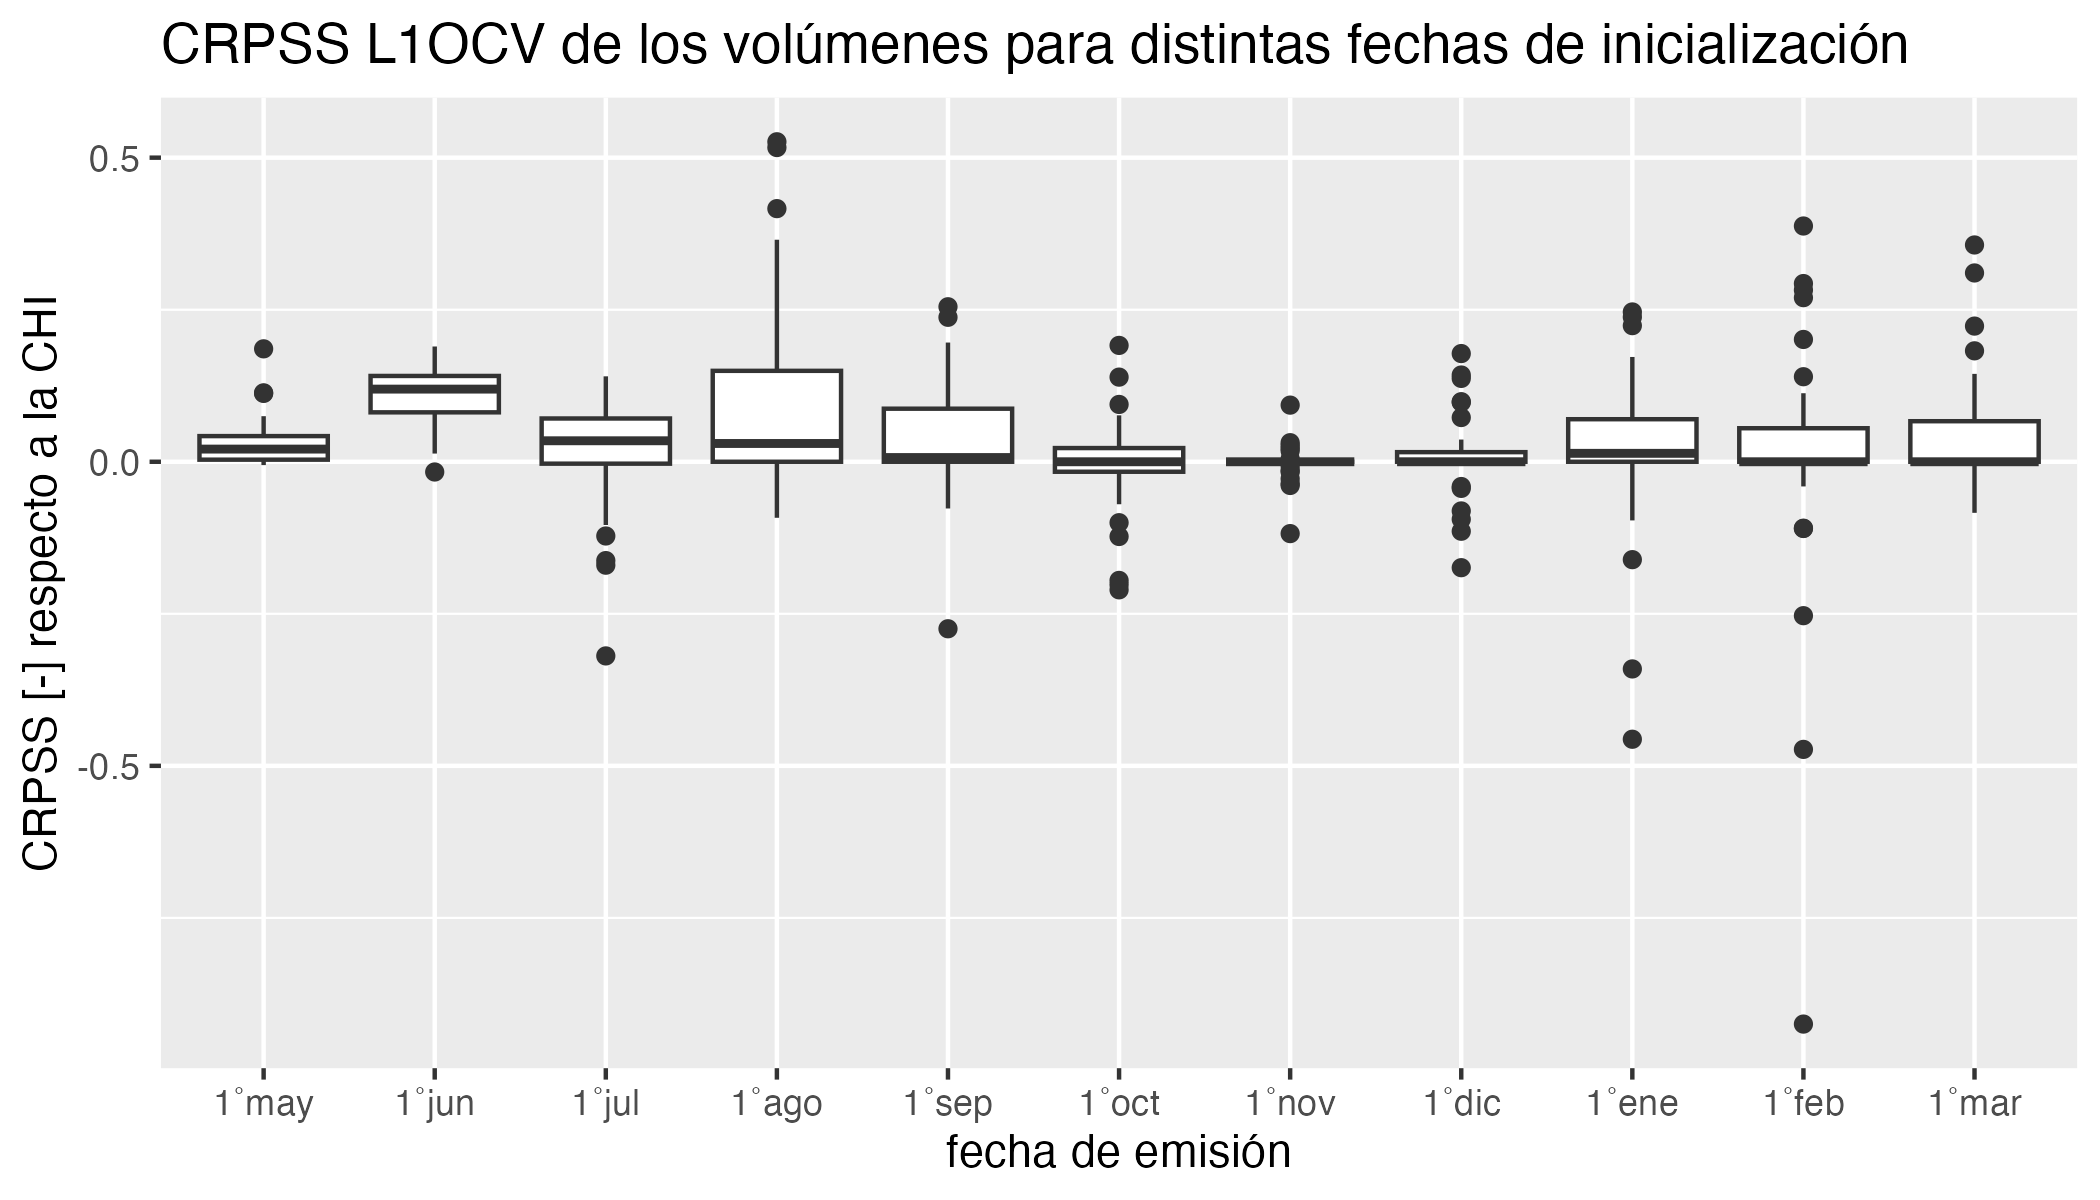 CRPSS L1OCV de los volúmenes para distintas fechas de inicialización
CRPSS [-] respecto a la CHI
0.5
0.0
-0.5
1°may 1°jun 1°jul 1°ago 1°sep 1°oct 1°nov 1°dic 1°ene 1°feb 1°mar
fecha de emisión